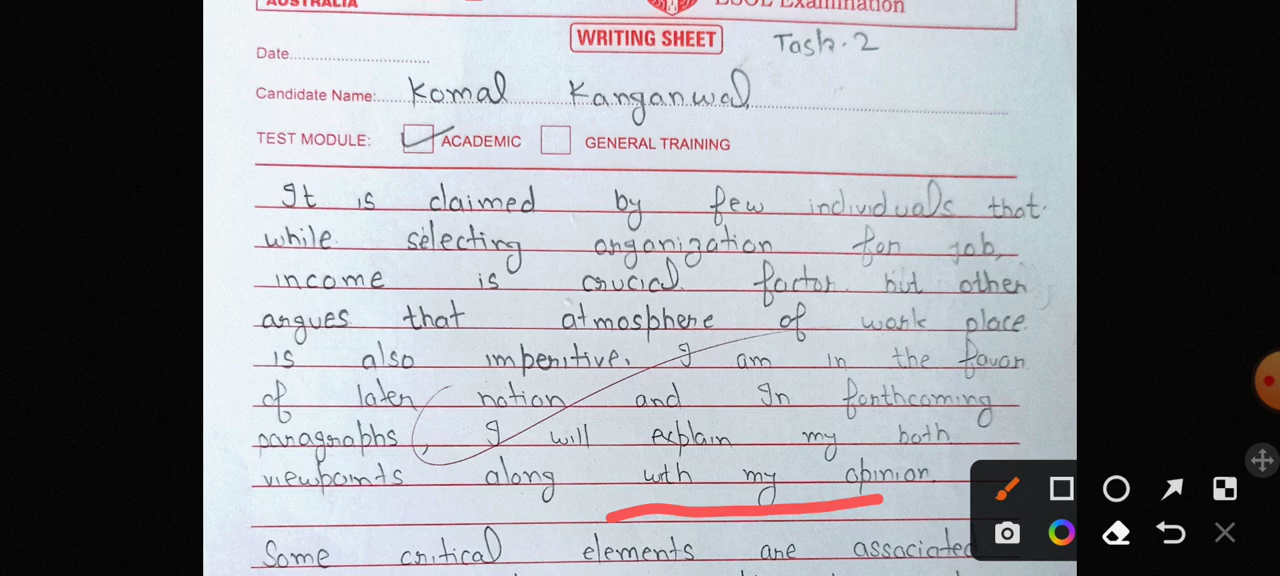 AUSTRALIA
ESOL Examination
WRITING SHEET Task. 2
Date
Candidate Name: Komal Kanganwal
TEST MODULE: ACADEMIC GENERAL TRAINING
It is claimed by few individuals that
while selecting organization for job,
income is crucial factor but other
argues that atmosphere of work place
is also imperitive. I am in the favor
of later notion and In forthcoming
paragraphs, I will explain my both
viewpoints along with my opinion.
Some critical elements are associated